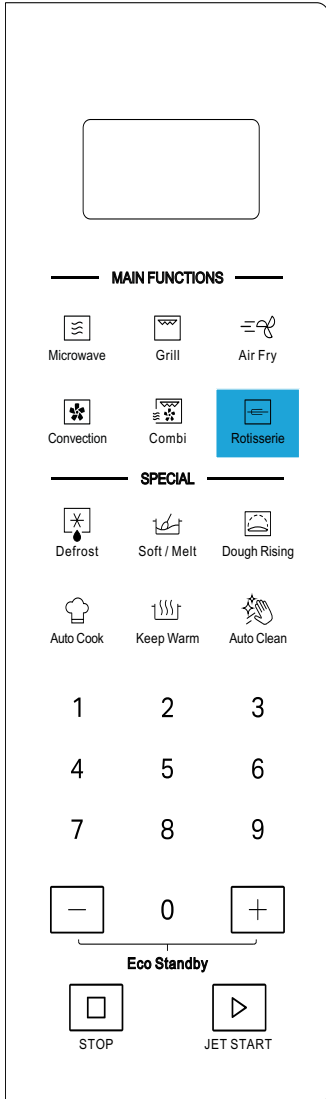 MAIN FUNCTIONS
Microwave Grill Air Fry
Convection Combi Rotisserie
SPECIAL
Defrost Soft / Melt Dough Rising
Auto Cook Keep Warm Auto Clean
1 2 3
4 5 6
7 8 9
− 0 +
Eco Standby
STOP JET START